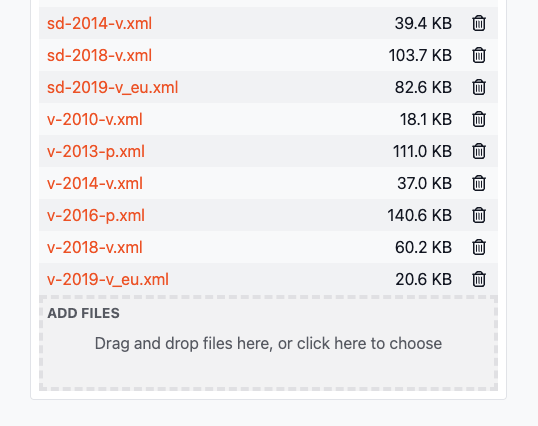 sd-2014-v.xml 39.4 KB
sd-2018-v.xml 103.7 KB
sd-2019-v_eu.xml 82.6 KB
v-2010-v.xml 18.1 KB
v-2013-p.xml 111.0 KB
v-2014-v.xml 37.0 KB
v-2016-p.xml 140.6 KB
v-2018-v.xml 60.2 KB
v-2019-v_eu.xml 20.6 KB
ADD FILES
Drag and drop files here, or click here to choose